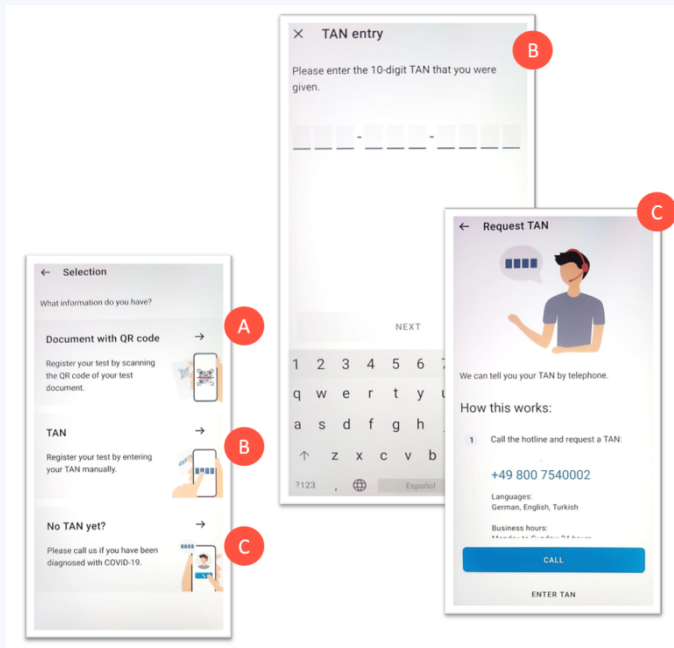 ← Selection
What information do you have?
Document with QR code →
Register your test by scanning
the QR code of your test
document.
A
TAN →
Register your test by entering
your TAN manually.
B
No TAN yet? →
Please call us if you have been
diagnosed with COVID-19.
C
× TAN entry
B
Please enter the 10-digit TAN that you were
given.
- -
NEXT
1 2 3 4 5 6
q w e r t y
a s d f g h
z x c v b
?123 , Español
C
← Request TAN
We can tell you your TAN by telephone.
How this works:
1 Call the hotline and request a TAN:
+49 800 7540002
Languages:
German, English, Turkish
Business hours:
CALL
ENTER TAN